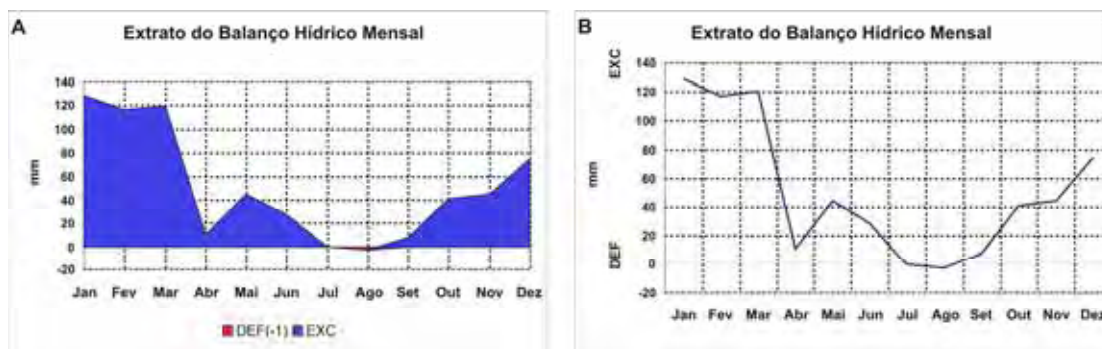 A
Extrato do Balanço Hídrico Mensal
140
120
100
80
60
40
20
0
-20
mm
Jan Fev Mar Abr Mai Jun Jul Ago Set Out Nov Dez
DEF(-1) EXC
B
Extrato do Balanço Hídrico Mensal
EXC
mm
DEF
140
120
100
80
60
40
20
0
-20
Jan Fev Mar Abr Mai Jun Jul Ago Set Out Nov Dez